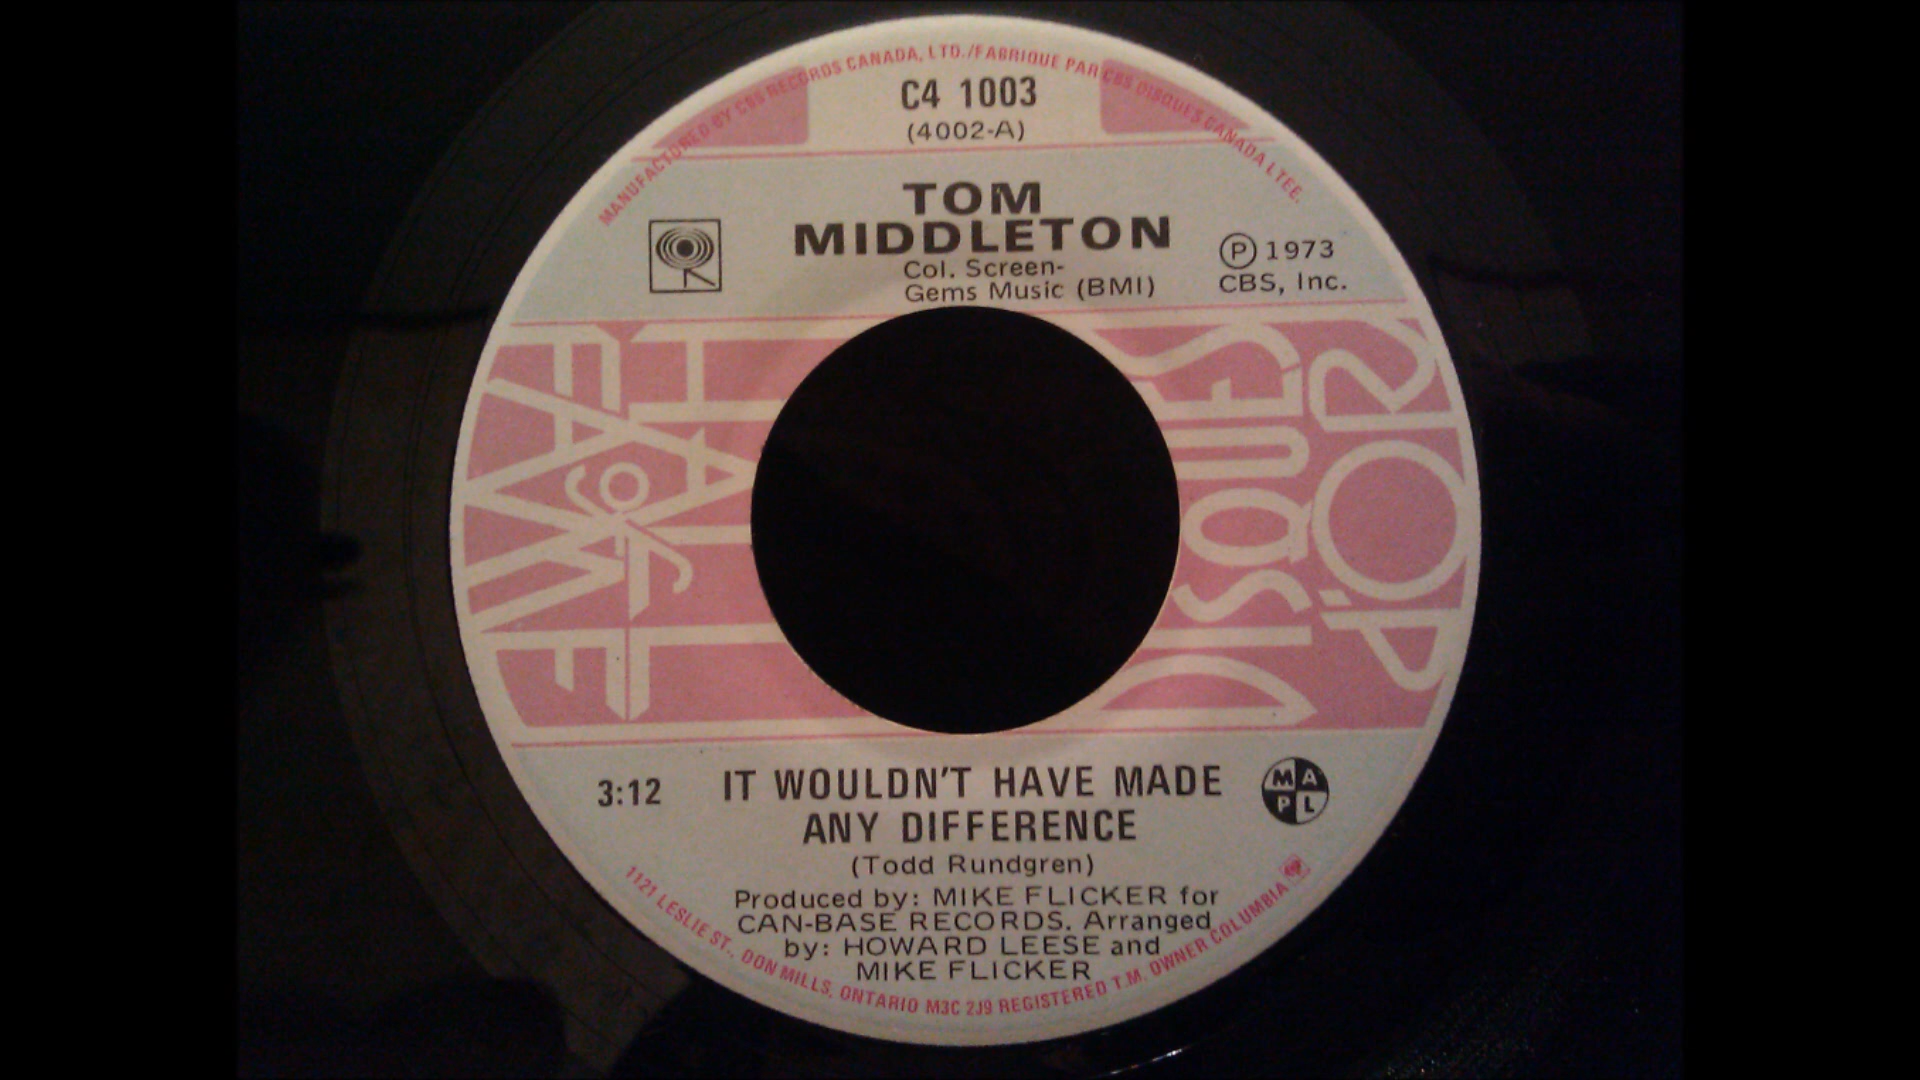 MANUFACTURED BY CBS RECORDS CANADA, LTD./FABRIQUE PAR CBS DISQUES CANADA LTEE.
C4 1003
(4002-A)
TOM
MIDDLETON
Col. Screen-
Gems Music (BMI)
Ⓟ 1973
CBS, Inc.
HALL
of
FAME
DISQUES
D'OR
3:12
IT WOULDN'T HAVE MADE
ANY DIFFERENCE
MAPL
(Todd Rundgren)
Produced by: MIKE FLICKER for
CAN-BASE RECORDS. Arranged
by: HOWARD LEESE and
MIKE FLICKER
1121 LESLIE ST., DON MILLS, ONTARIO M3C 2J9 REGISTERED T.M. OWNER COLUMBIA